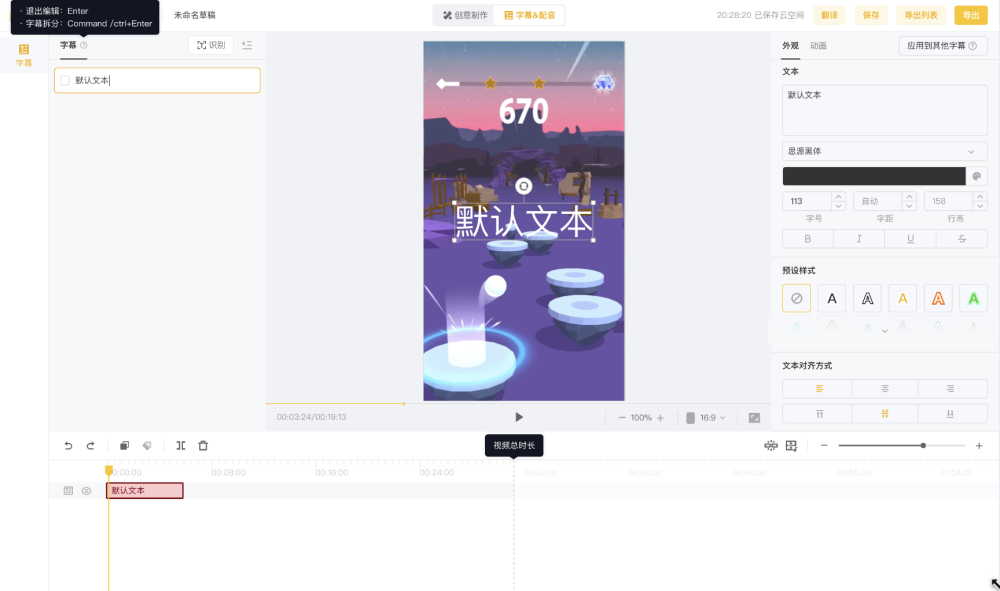 · 退出编辑：Enter
· 字幕拆分：Command /ctrl+Enter
未命名草稿
创意制作
字幕&配音
20:28:20 已保存云空间
翻译
保存
导出列表
导出
字幕
字幕
识别
默认文本
670
默认文本
外观
动画
应用到其他字幕
文本
默认文本
思源黑体
113
自动
158
字号
字距
行高
B
I
U
S
预设样式
A
A
A
A
A
文本对齐方式
00:03:24/00:19:13
100%
16:9
视频总时长
00:00:00
00:08:00
00:16:00
00:24:00
00:32:00
00:40:00
00:48:00
00:56:00
01:04:00
默认文本